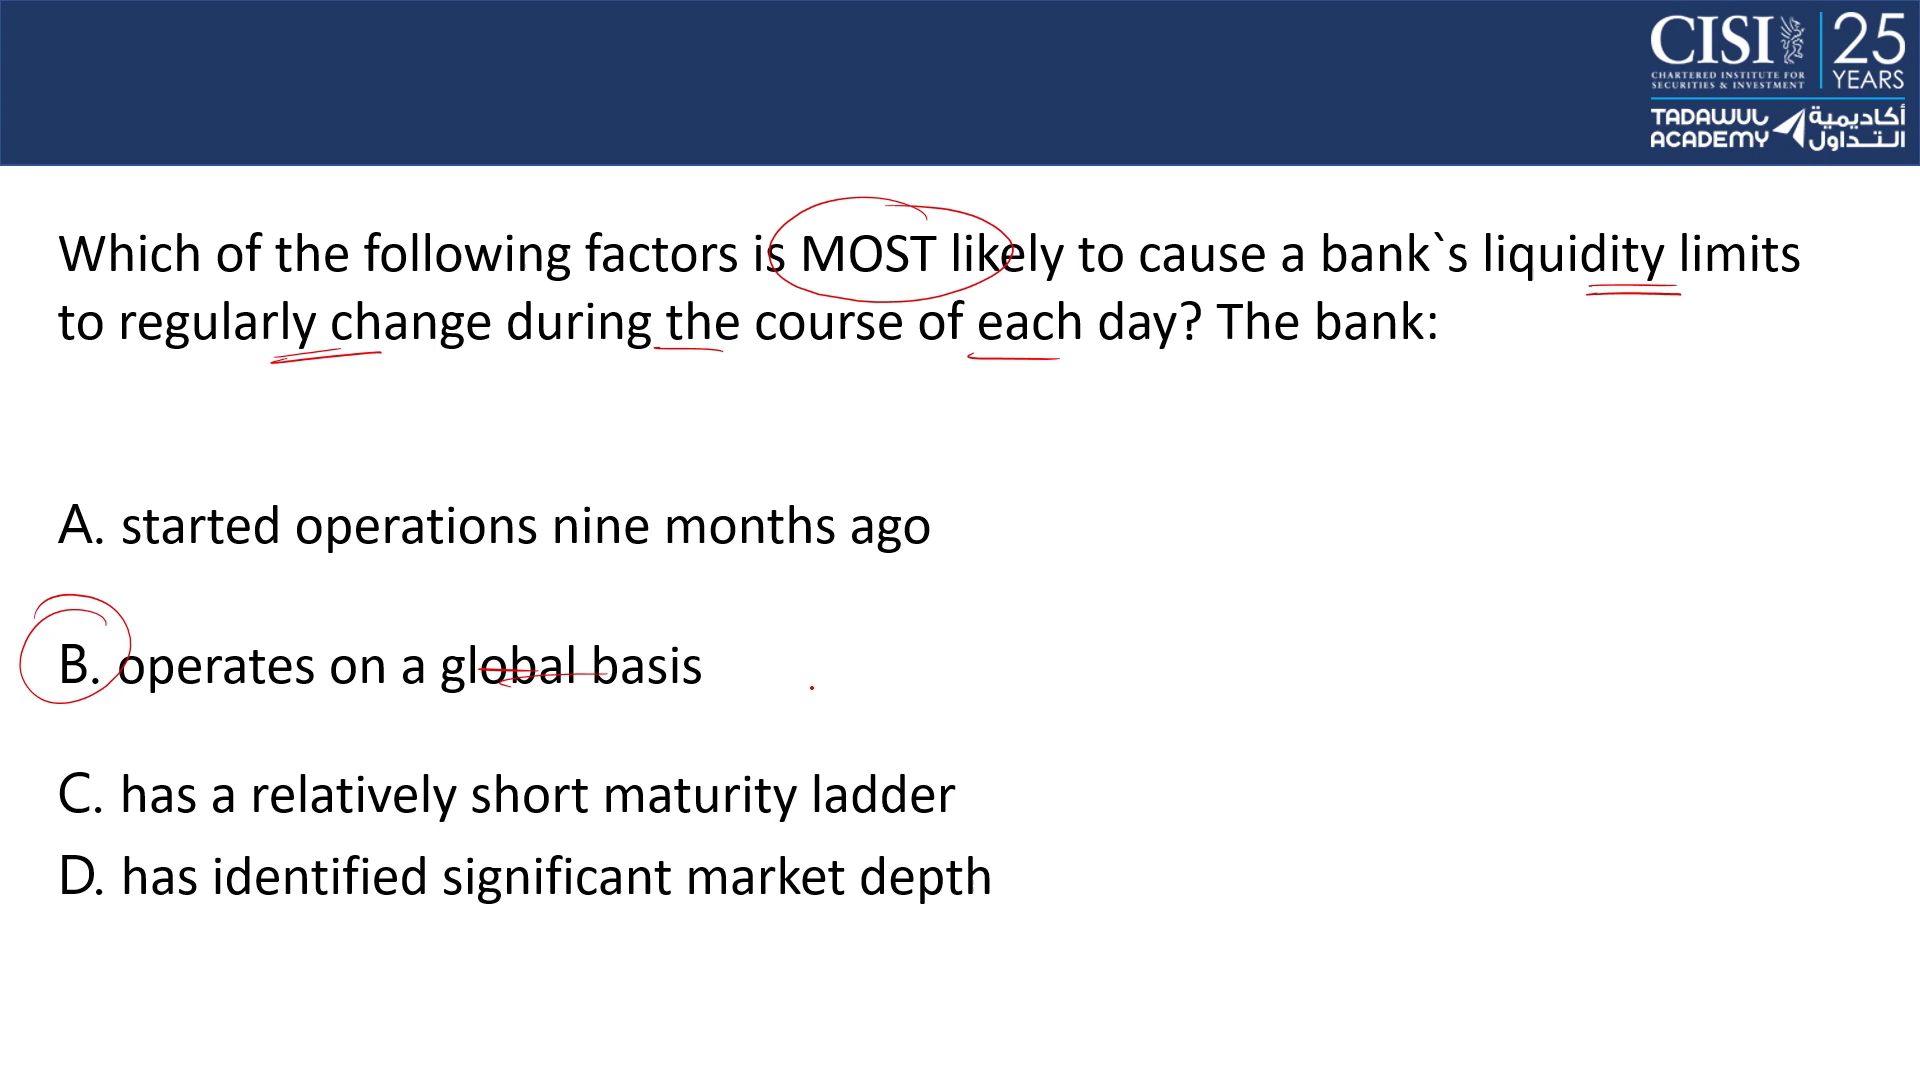 CISI
25
YEARS
CHARTERED INSTITUTE FOR
SECURITIES & INVESTMENT
TADAWUL
ACADEMY
أكاديمية
التداول
Which of the following factors is MOST likely to cause a bank`s liquidity limits
to regularly change during the course of each day? The bank:
A. started operations nine months ago
B. operates on a global basis
C. has a relatively short maturity ladder
D. has identified significant market depth